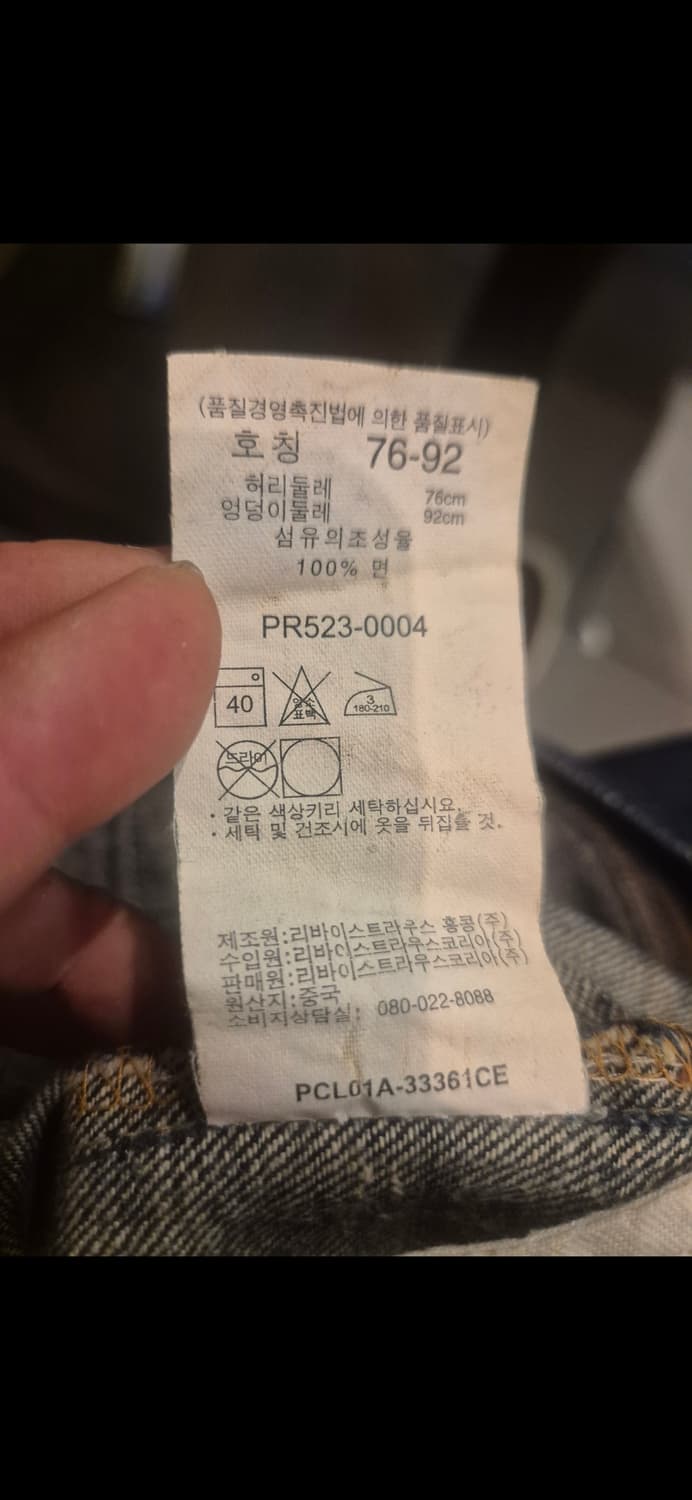 (품질경영촉진법에 의한 품질표시)
호칭 76-92
허리둘레 76cm
엉덩이둘레 92cm
섬유의조성율
100% 면
PR523-0004
40 염소 표백 3 180-210
드라이
· 같은 색상끼리 세탁하십시요.
· 세탁 및 건조시에 옷을 뒤집을 것.
제조원:리바이스트라우스 홍콩(주)
수입원:리바이스트라우스코리아(주)
판매원:리바이스트라우스코리아(주)
원산지:중국
소비자상담실: 080-022-8088
PCL01A-33361CE